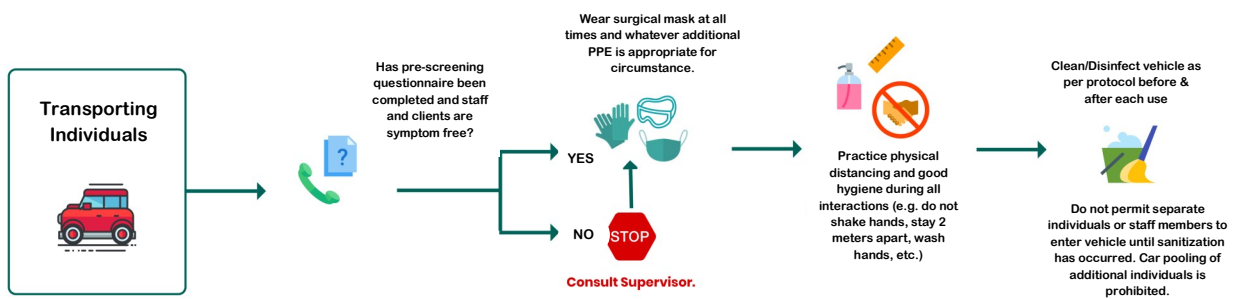 Transporting
Individuals
Has pre-screening
questionnaire been
completed and staff
and clients are
symptom free?
?
YES
NO
STOP
Consult Supervisor.
Wear surgical mask at all
times and whatever additional
PPE is appropriate for
circumstance.
Practice physical
distancing and good
hygiene during all
interactions (e.g. do not
shake hands, stay 2
meters apart, wash
hands, etc.)
Clean/Disinfect vehicle as
per protocol before &
after each use
Do not permit separate
individuals or staff members to
enter vehicle until sanitization
has occurred. Car pooling of
additional individuals is
prohibited.